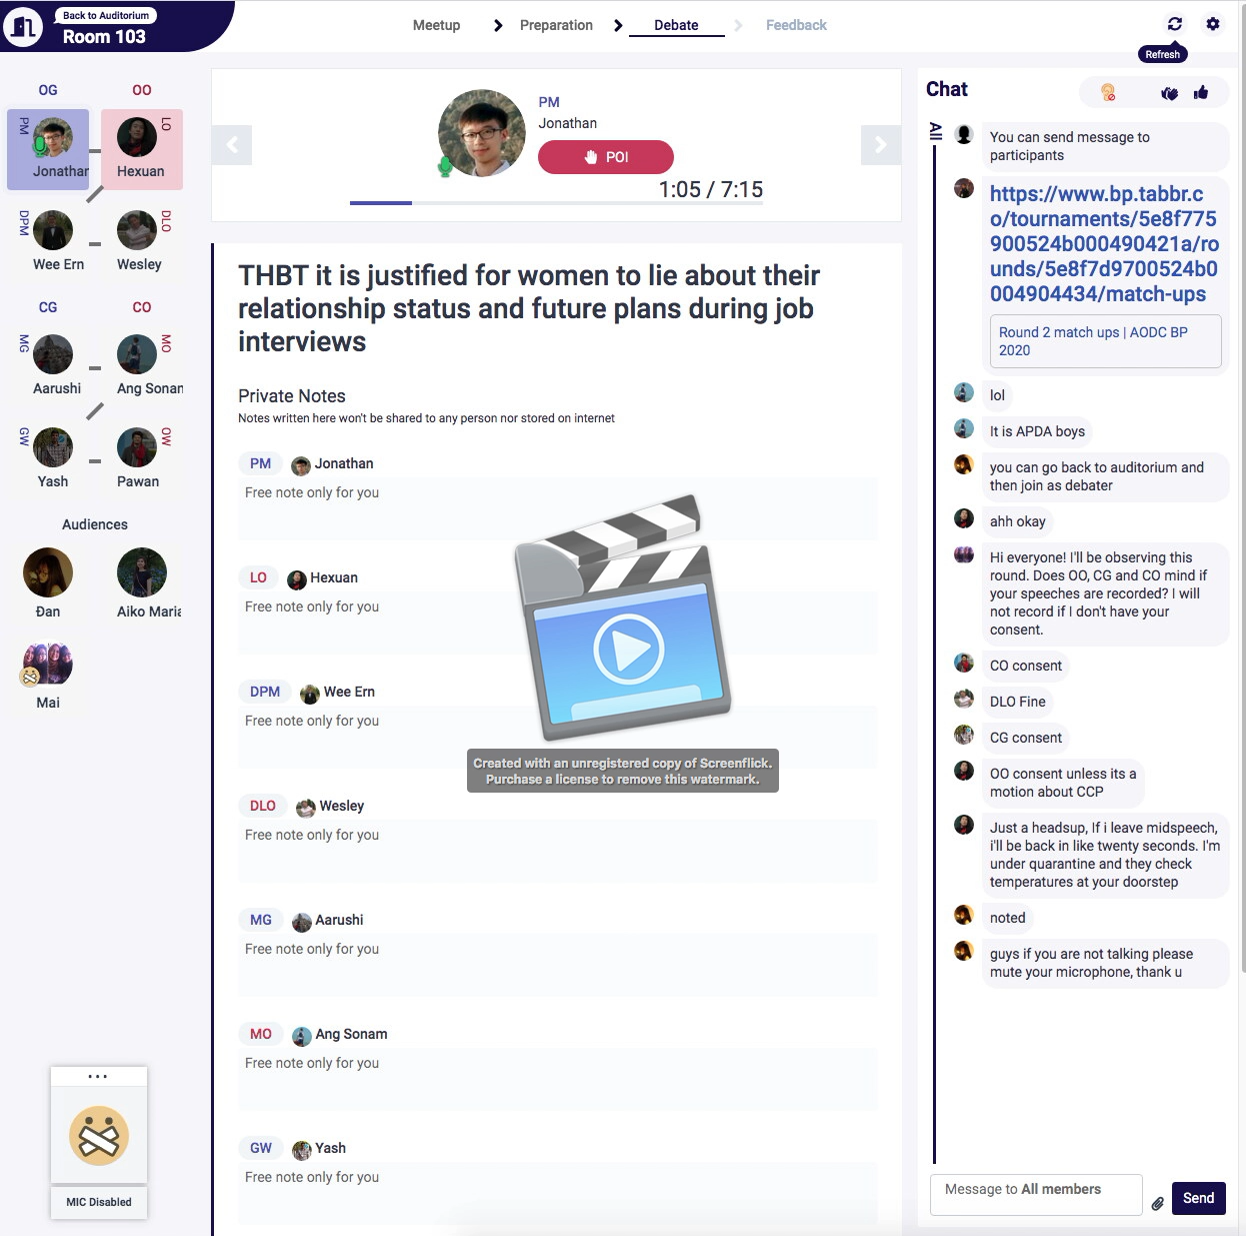 Back to Auditorium
Room 103
Meetup
Preparation
Debate
Feedback
Refresh
OG
OO
PM
Jonathan
LO
Hexuan
DPM
Wee Ern
DLO
Wesley
CG
CO
MG
Aarushi
MO
Ang Sonam
GW
Yash
OW
Pawan
Audiences
Đan
Aiko Maria
Mai
MIC Disabled
PM
Jonathan
POI
1:05 / 7:15
THBT it is justified for women to lie about their
relationship status and future plans during job
interviews
Private Notes
Notes written here won't be shared to any person nor stored on internet
PM Jonathan
Free note only for you
LO Hexuan
Free note only for you
DPM Wee Ern
Free note only for you
Created with an unregistered copy of Screenflick.
Purchase a license to remove this watermark.
DLO Wesley
Free note only for you
MG Aarushi
Free note only for you
MO Ang Sonam
Free note only for you
GW Yash
Free note only for you
Chat
All
You can send message to
participants
https://www.bp.tabbr.c
o/tournaments/5e8f775
900524b000490421a/ro
unds/5e8f7d9700524b0
004904434/match-ups
Round 2 match ups | AODC BP
2020
lol
It is APDA boys
you can go back to auditorium and
then join as debater
ahh okay
Hi everyone! I'll be observing this
round. Does OO, CG and CO mind if
your speeches are recorded? I will
not record if I don't have your
consent.
CO consent
DLO Fine
CG consent
OO consent unless its a
motion about CCP
Just a headsup, If i leave midspeech,
i'll be back in like twenty seconds. I'm
under quarantine and they check
temperatures at your doorstep
noted
guys if you are not talking please
mute your microphone, thank u
Message to All members
Send